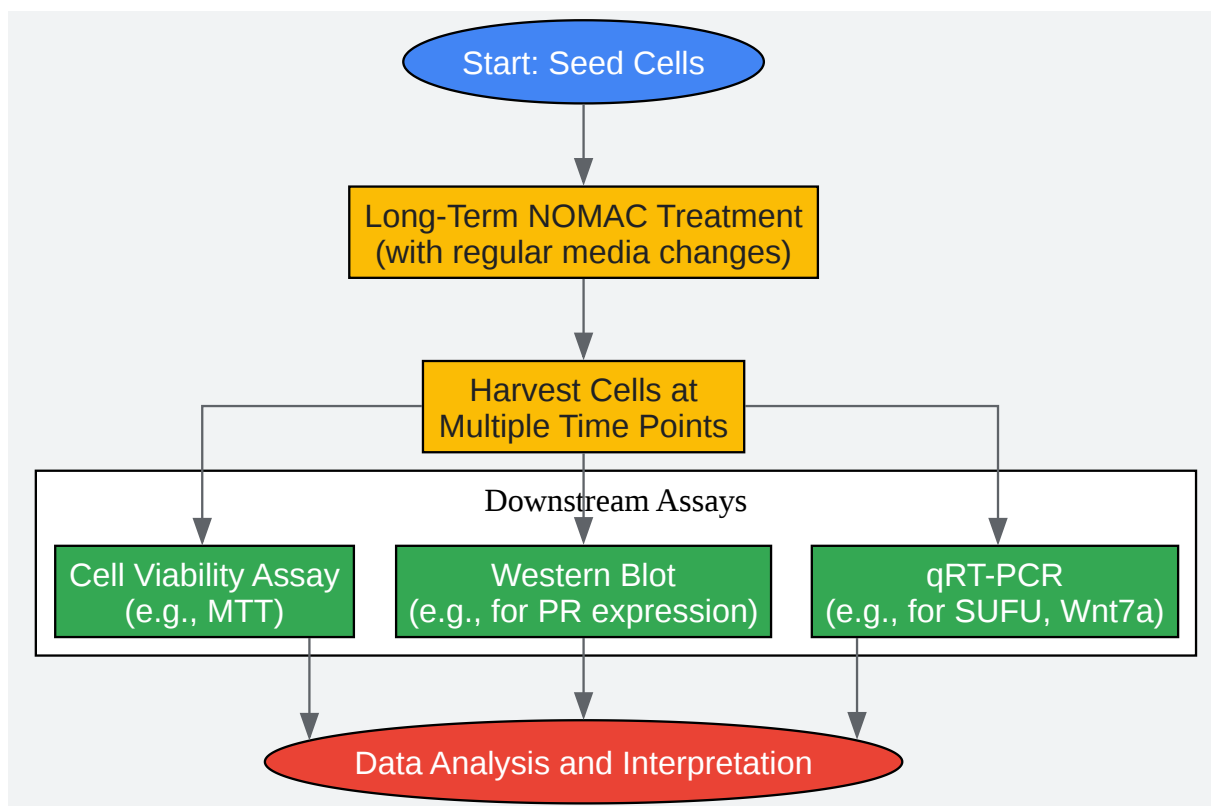 Start: Seed Cells
Long-Term NOMAC Treatment
(with regular media changes)
Harvest Cells at
Multiple Time Points
Downstream Assays
Cell Viability Assay
(e.g., MTT)
Western Blot
(e.g., for PR expression)
qRT-PCR
(e.g., for SUFU, Wnt7a)
Data Analysis and Interpretation